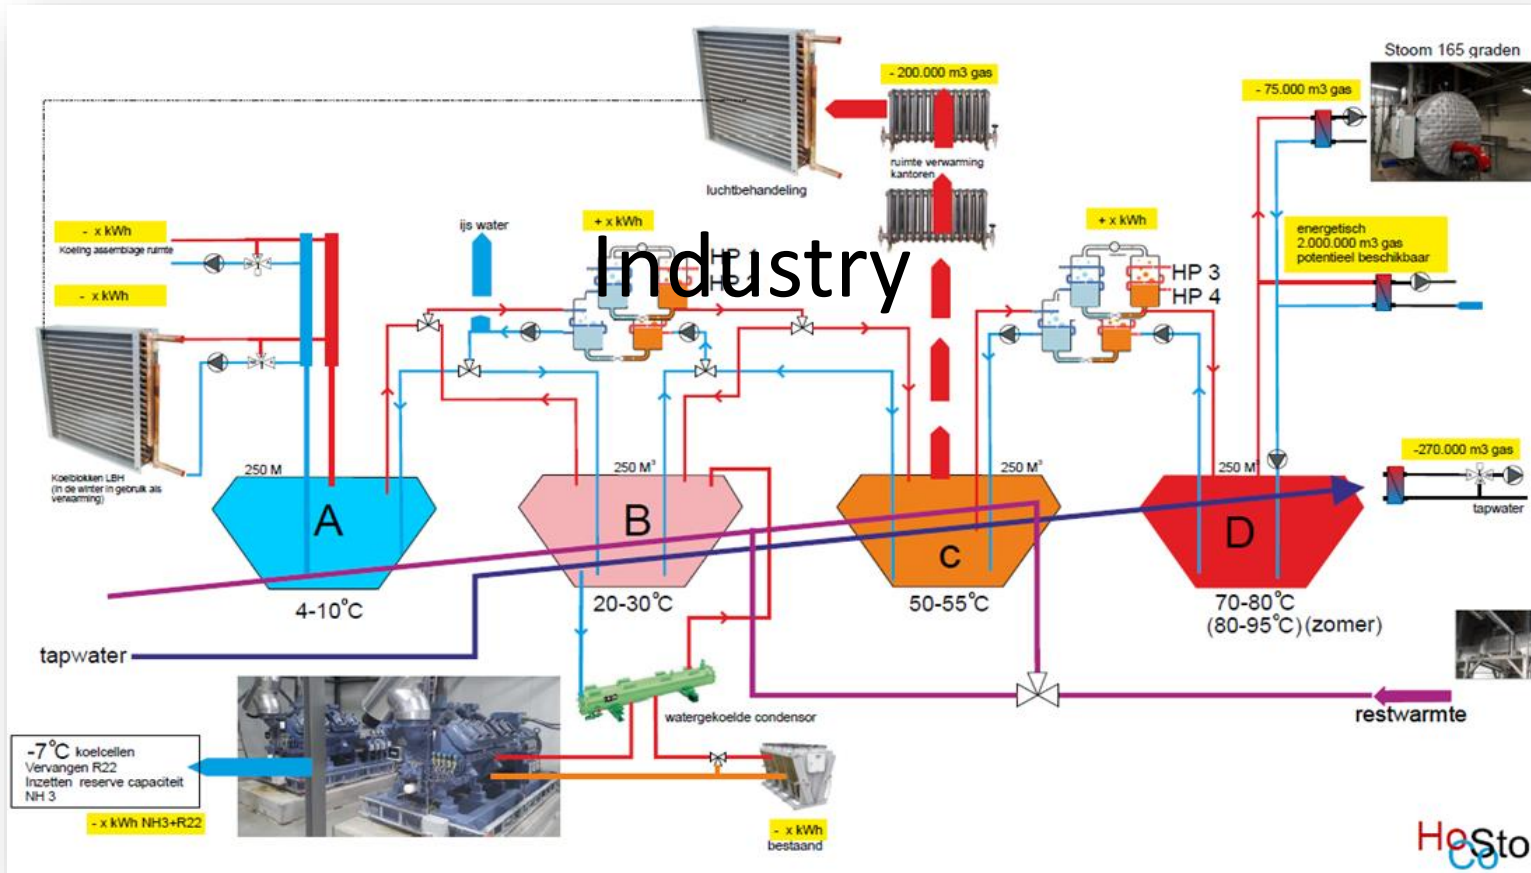 Stoom 165 graden
- 200.000 m3 gas
- 75.000 m3 gas
ruimte verwarming
kantoren
luchtbehandeling
- x kWh
Koeling assemblage ruimte
ijs water
+ x kWh
+ x kWh
energetisch
2.000.000 m3 gas
potentieel beschikbaar
Industry
HP 3
HP 4
- x kWh
Koelblokken LBH
(in de winter in gebruik als
verwarming)
250 M
250 M³
250 M³
250 M³
-270.000 m3 gas
tapwater
A
B
c
D
4-10°C
20-30°C
50-55°C
70-80°C
(80-95°C) (zomer)
tapwater
restwarmte
watergekoelde condensor
-7°C koelcellen
Vervangen R22
Inzetten reserve capaciteit
NH 3
- x kWh NH3+R22
- x kWh
bestaand
HoSto
Co